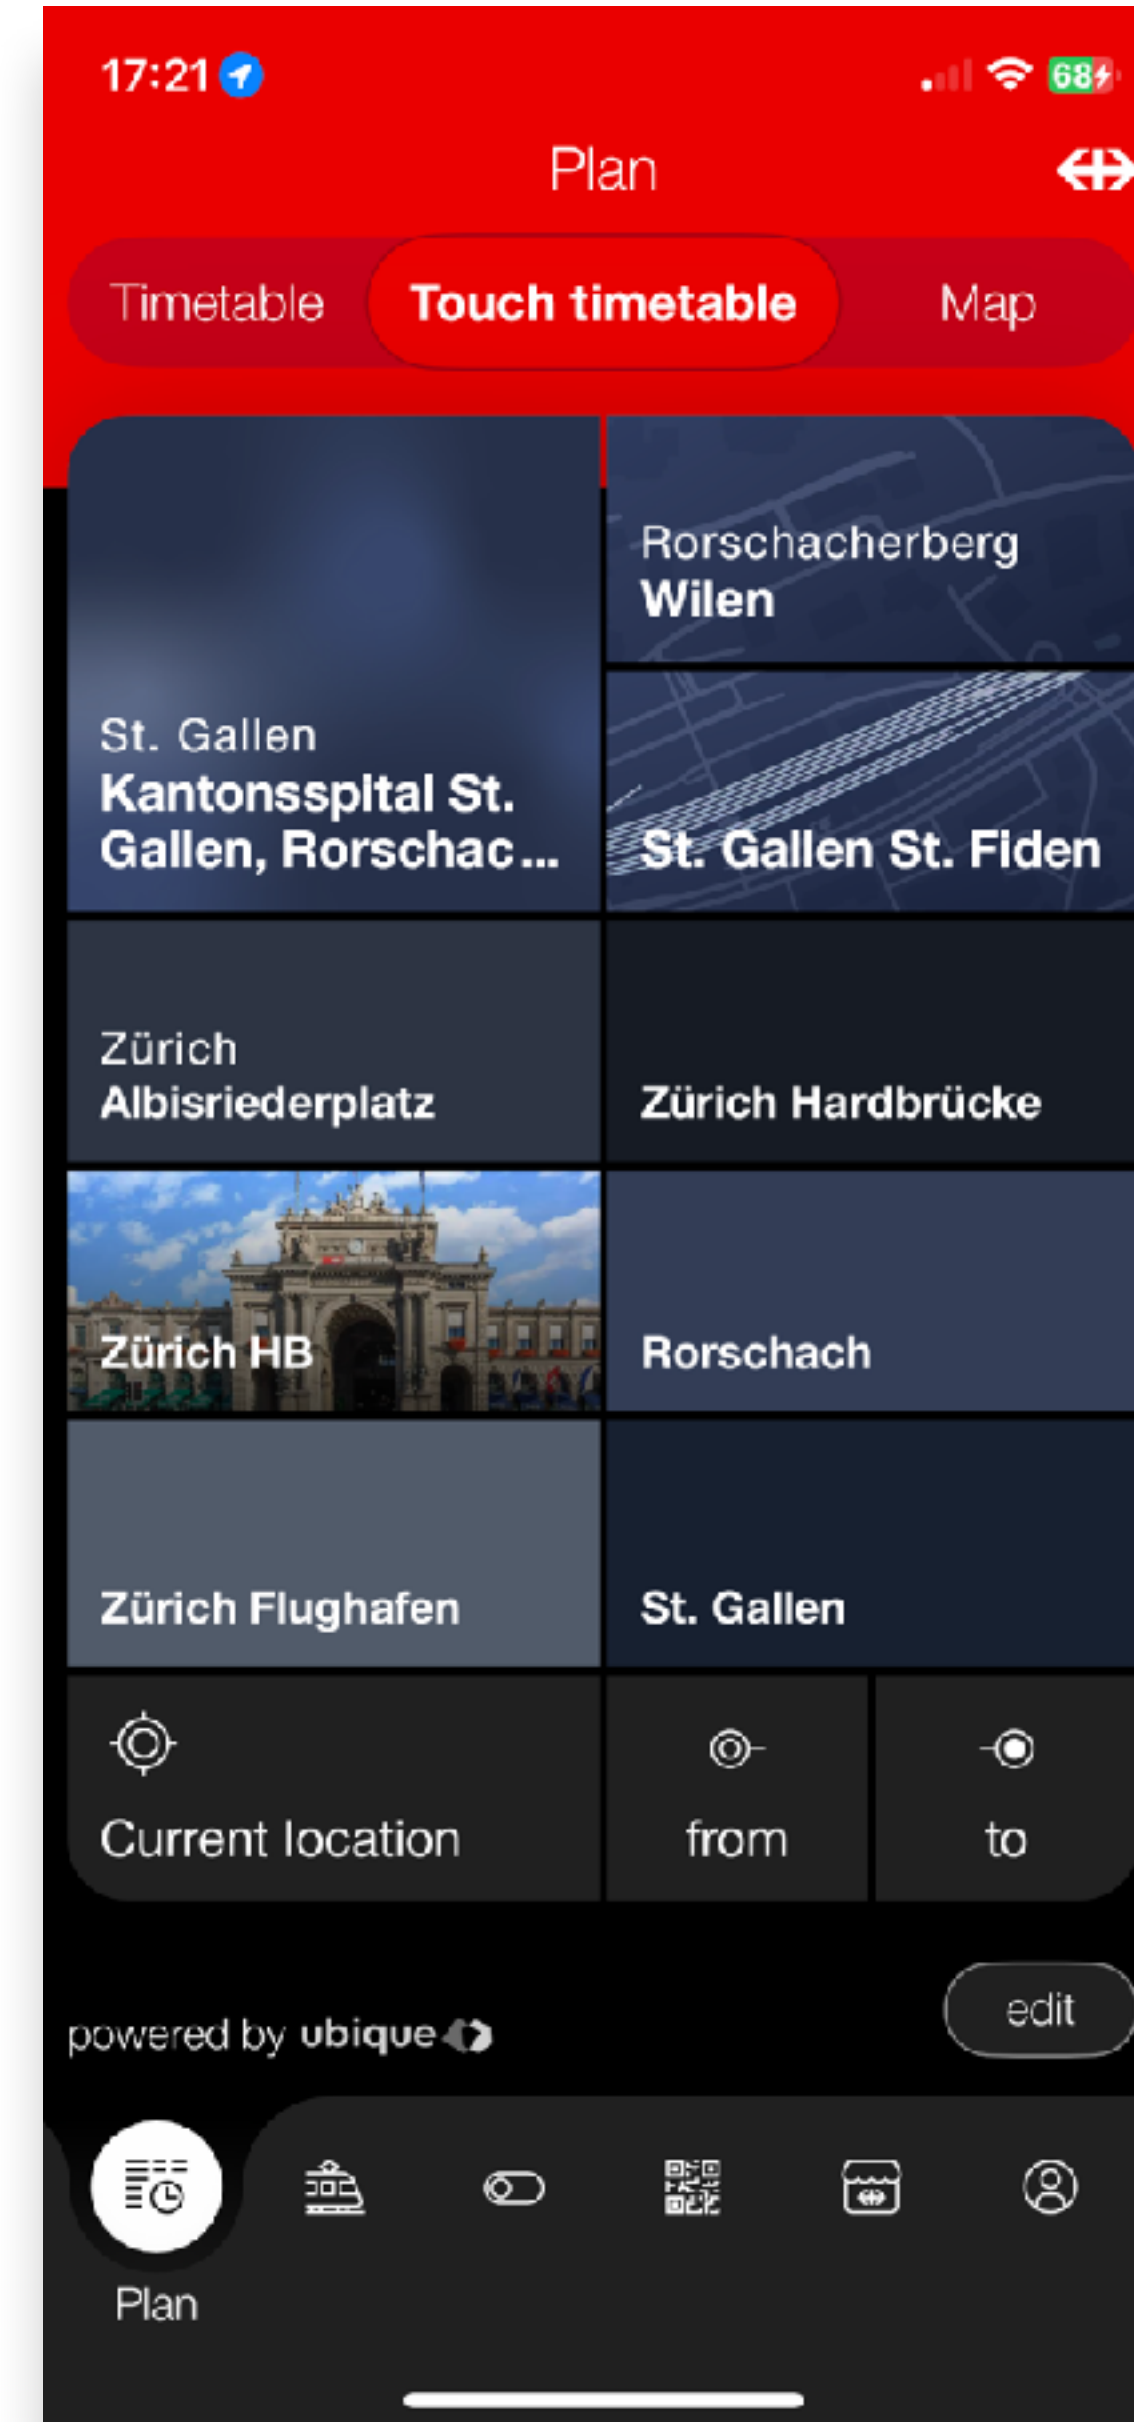 17:21
68
Plan
Timetable
Touch timetable
Map
Rorschacherberg
Wilen
St. Gallen
Kantonsspital St.
Gallen, Rorschac...
St. Gallen St. Fiden
Zürich
Albisriederplatz
Zürich Hardbrücke
Zürich HB
Rorschach
Zürich Flughafen
St. Gallen
Current location
from
to
edit
powered by ubique
Plan